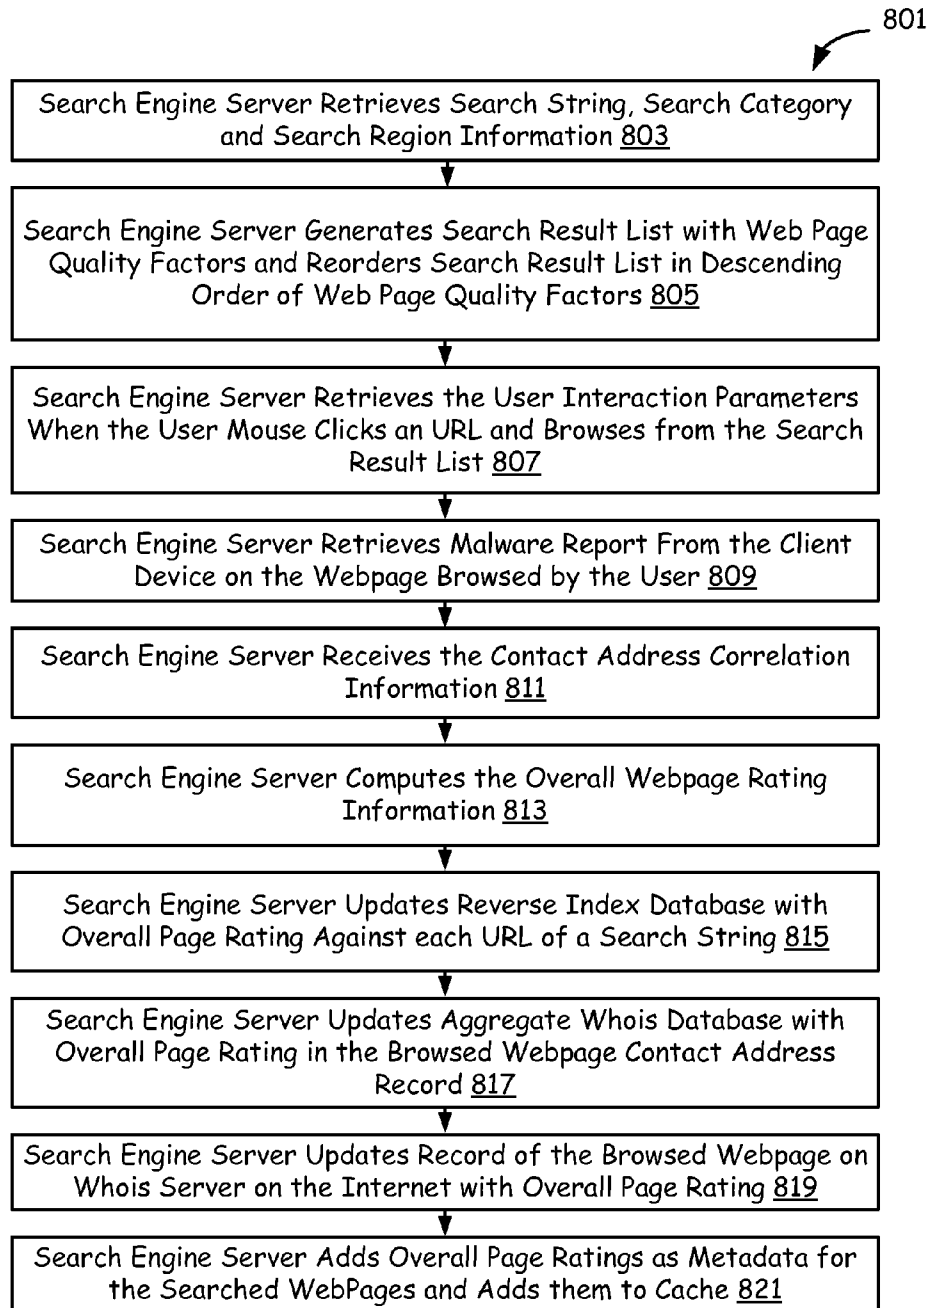 801
Search Engine Server Retrieves Search String, Search Category
and Search Region Information 803
Search Engine Server Generates Search Result List with Web Page
Quality Factors and Reorders Search Result List in Descending
Order of Web Page Quality Factors 805
Search Engine Server Retrieves the User Interaction Parameters
When the User Mouse Clicks an URL and Browses from the Search
Result List 807
Search Engine Server Retrieves Malware Report From the Client
Device on the Webpage Browsed by the User 809
Search Engine Server Receives the Contact Address Correlation
Information 811
Search Engine Server Computes the Overall Webpage Rating
Information 813
Search Engine Server Updates Reverse Index Database with
Overall Page Rating Against each URL of a Search String 815
Search Engine Server Updates Aggregate Whois Database with
Overall Page Rating in the Browsed Webpage Contact Address
Record 817
Search Engine Server Updates Record of the Browsed Webpage on
Whois Server on the Internet with Overall Page Rating 819
Search Engine Server Adds Overall Page Ratings as Metadata for
the Searched WebPages and Adds them to Cache 821